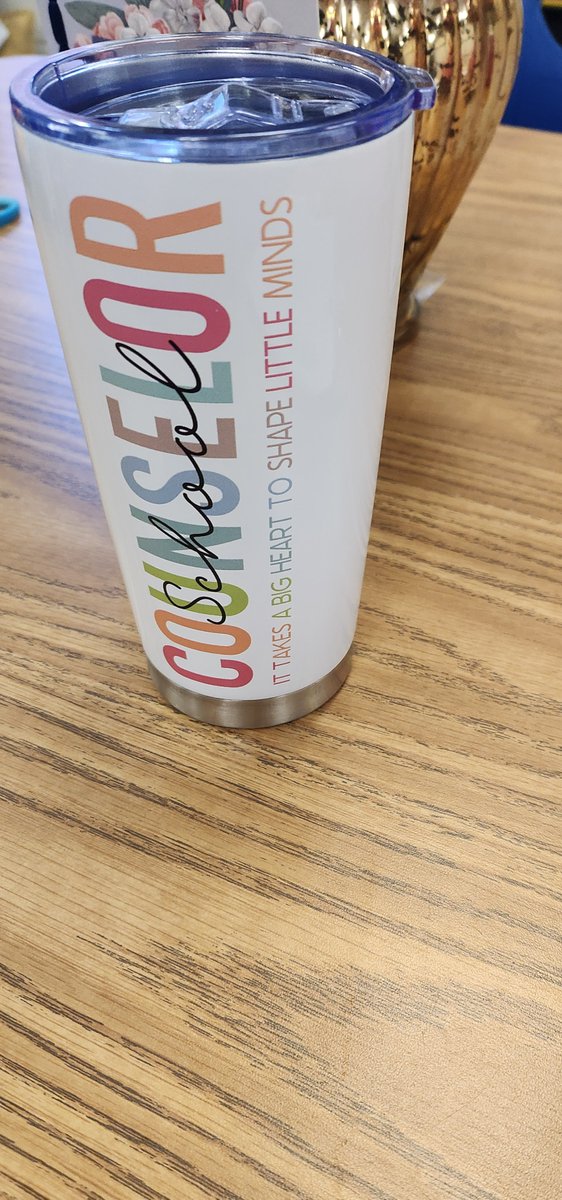 School
COUNSELOR
IT TAKES A BIG HEART TO SHAPE LITTLE MINDS